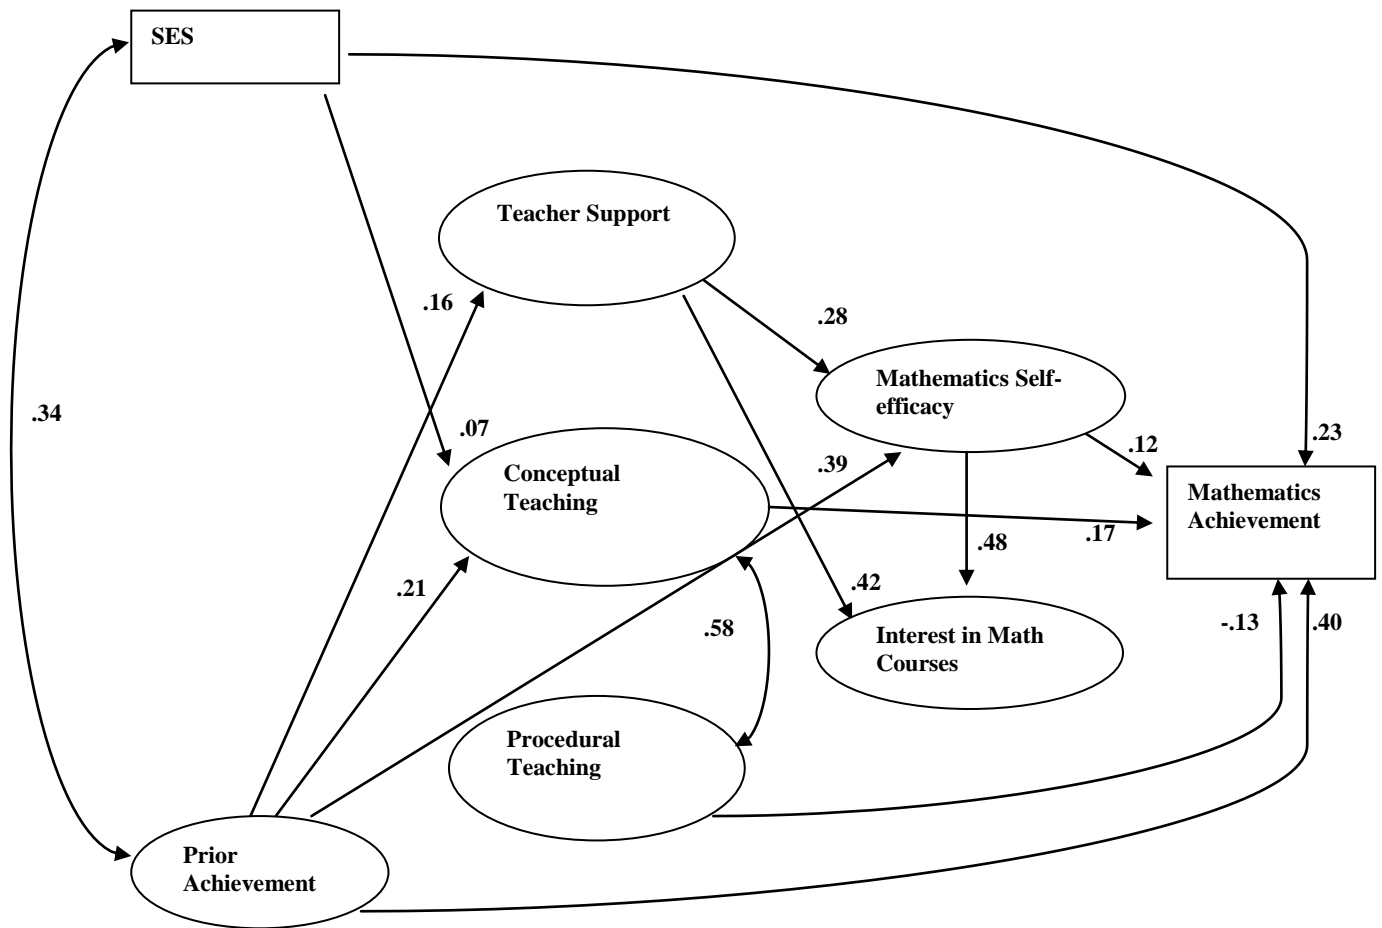 SES
Teacher Support
.16
.28
Mathematics Self-
efficacy
.34
.07
.39
.12
.23
Conceptual
Teaching
Mathematics
Achievement
.17
.48
.21
.42
.58
-.13
.40
Interest in Math
Courses
Procedural
Teaching
Prior
Achievement